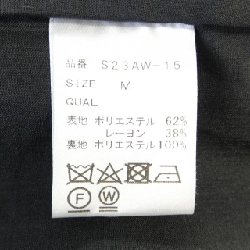 品番　S23AW-15
SIZE　M
QUAL
表地 ポリエステル 62%
レーヨン 38%
裏地 ポリエステル100%
F W